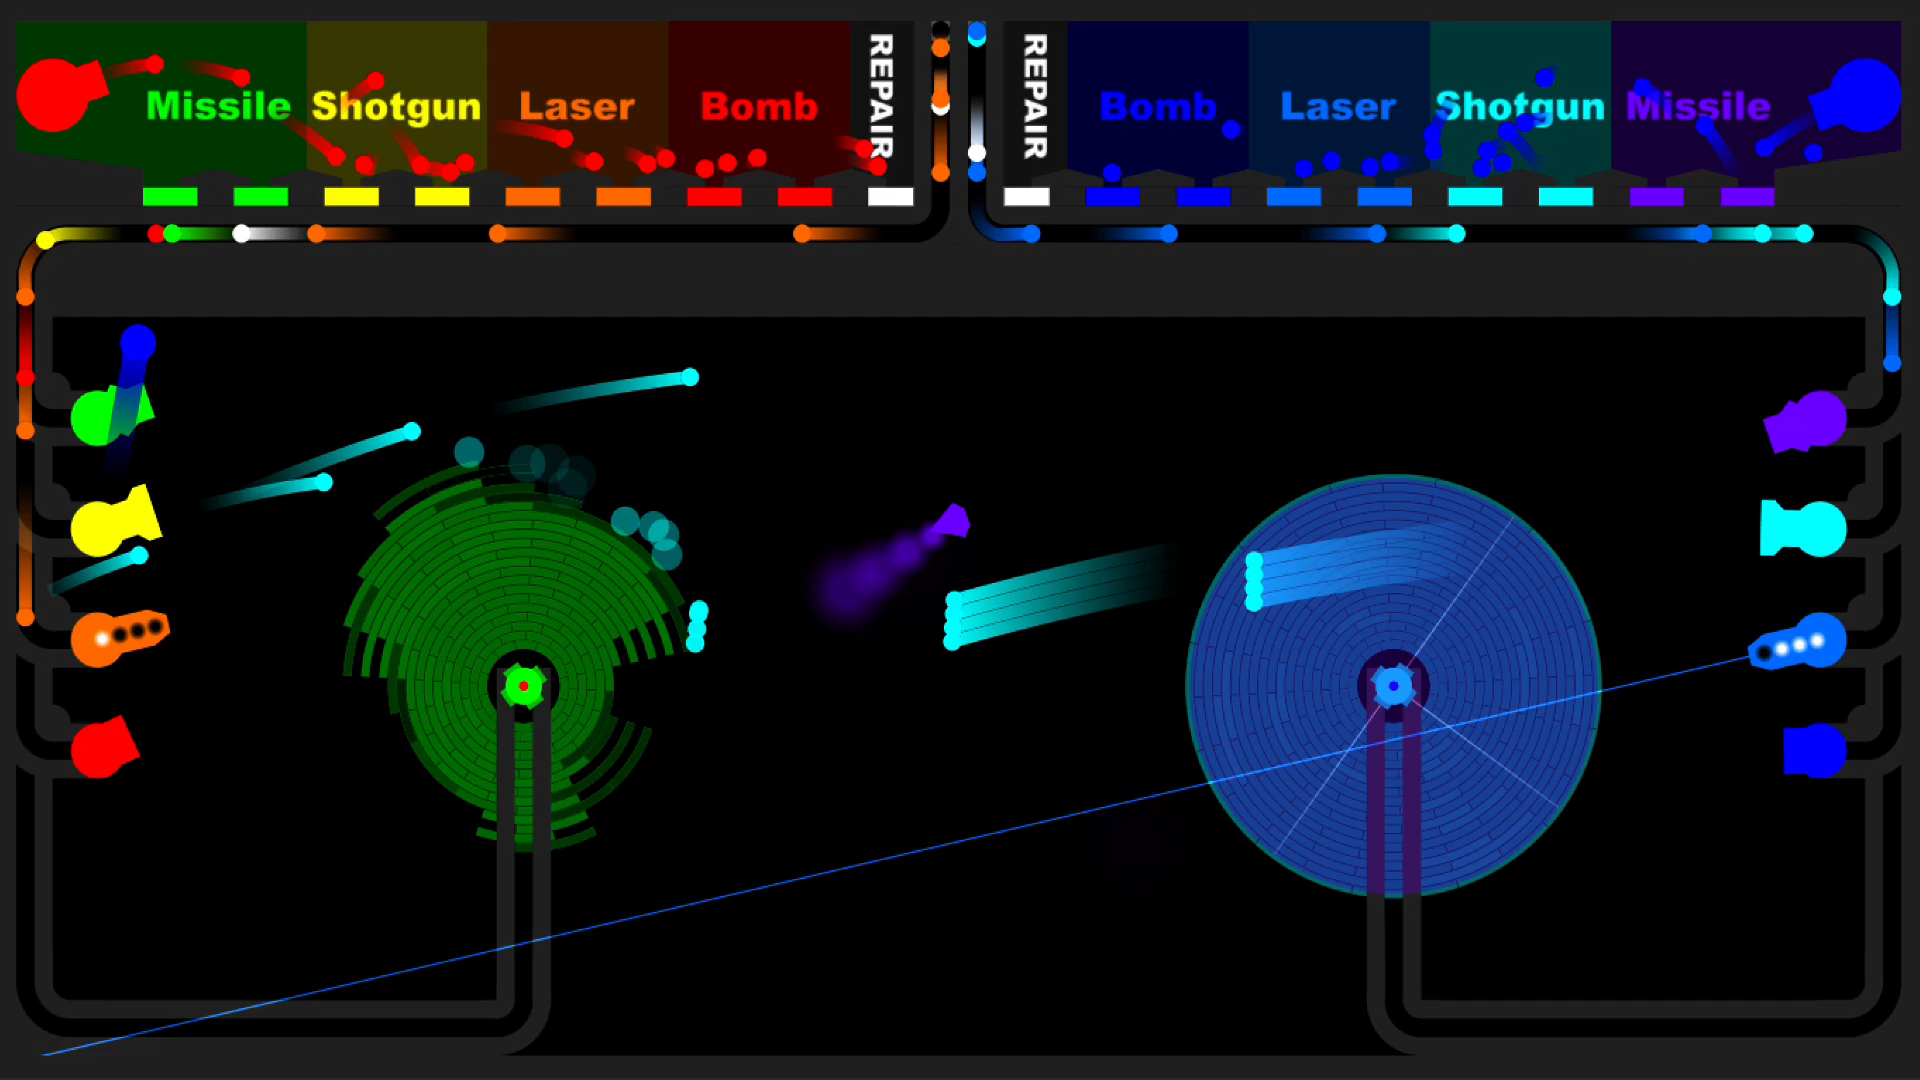 Missile
Shotgun
Laser
Bomb
REPAIR
REPAIR
Bomb
Laser
Shotgun
Missile